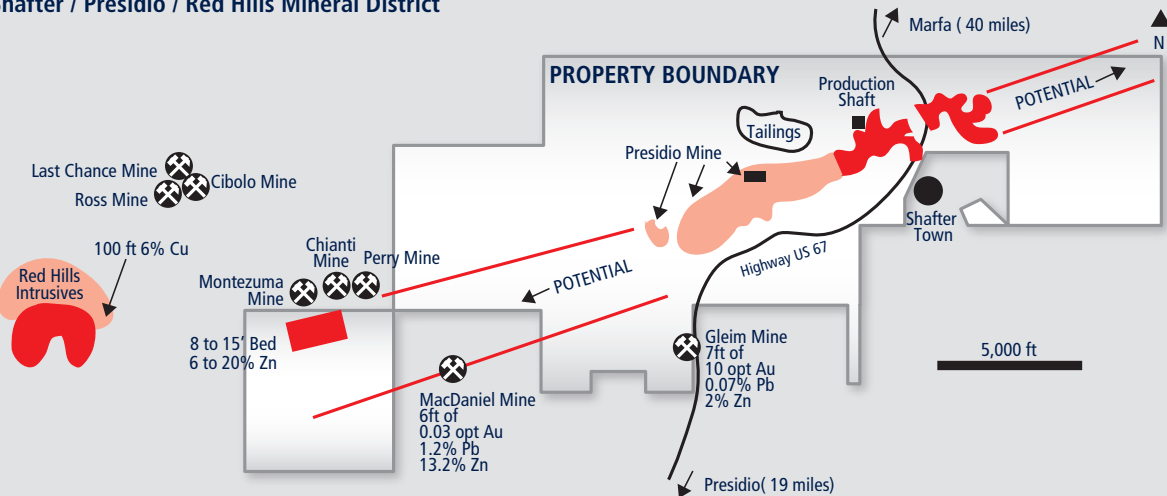 Shafter / Presidio / Red Hills Mineral District
Marfa ( 40 miles)
N
PROPERTY BOUNDARY
Production
Shaft
POTENTIAL
Tailings
Presidio Mine
Last Chance Mine
Cibolo Mine
Ross Mine
Shafter
Town
100 ft 6% Cu
Chianti
Mine
Perry Mine
Red Hills
Intrusives
Montezuma
Mine
POTENTIAL
Highway US 67
8 to 15' Bed
6 to 20% Zn
Gleim Mine
7ft of
10 opt Au
0.07% Pb
2% Zn
5,000 ft
MacDaniel Mine
6ft of
0.03 opt Au
1.2% Pb
13.2% Zn
Presidio( 19 miles)